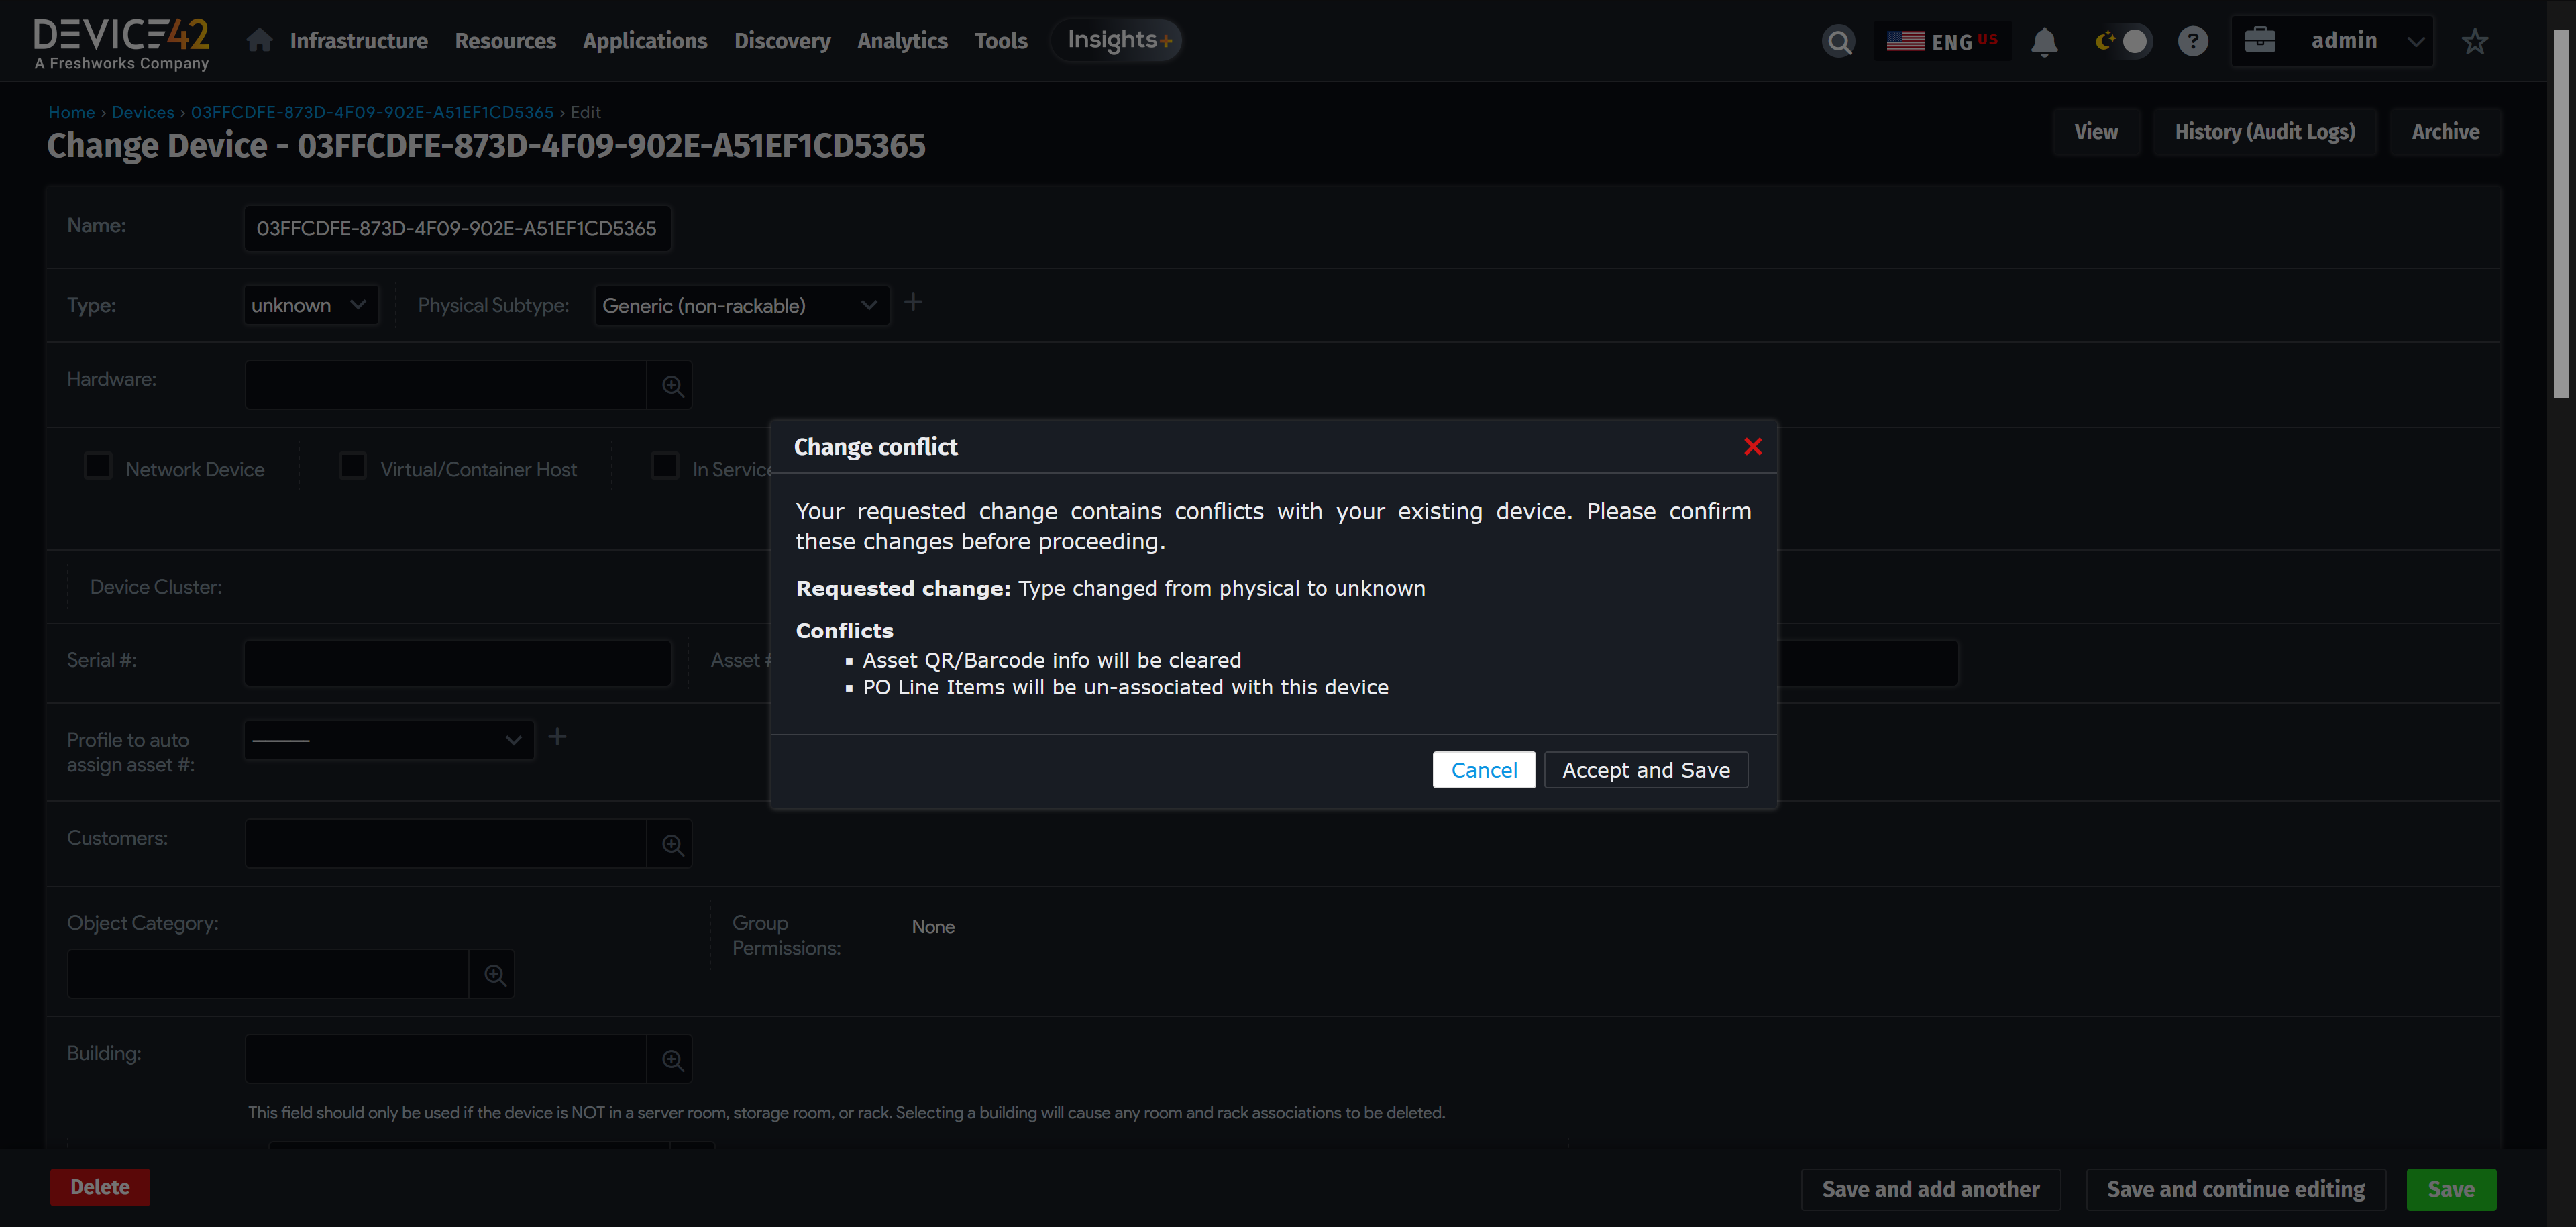 DEVICE42
A Freshworks Company
Infrastructure Resources Applications Discovery Analytics Tools Insights+
ENG US
?
admin
Home › Devices › 03FFCDFE-873D-4F09-902E-A51EF1CD5365 › Edit
Change Device - 03FFCDFE-873D-4F09-902E-A51EF1CD5365
View History (Audit Logs) Archive
Name: 03FFCDFE-873D-4F09-902E-A51EF1CD5365
Type: unknown Physical Subtype: Generic (non-rackable)
Hardware:
Network Device Virtual/Container Host In Service
Change conflict
Your requested change contains conflicts with your existing device. Please confirm
these changes before proceeding.
Requested change: Type changed from physical to unknown
Conflicts
▪ Asset QR/Barcode info will be cleared
▪ PO Line Items will be un-associated with this device
Cancel Accept and Save
Device Cluster:
Serial #: Asset #
Profile to auto
assign asset #:
Customers:
Object Category:
Group
Permissions:
None
Building:
This field should only be used if the device is NOT in a server room, storage room, or rack. Selecting a building will cause any room and rack associations to be deleted.
Delete Save and add another Save and continue editing Save